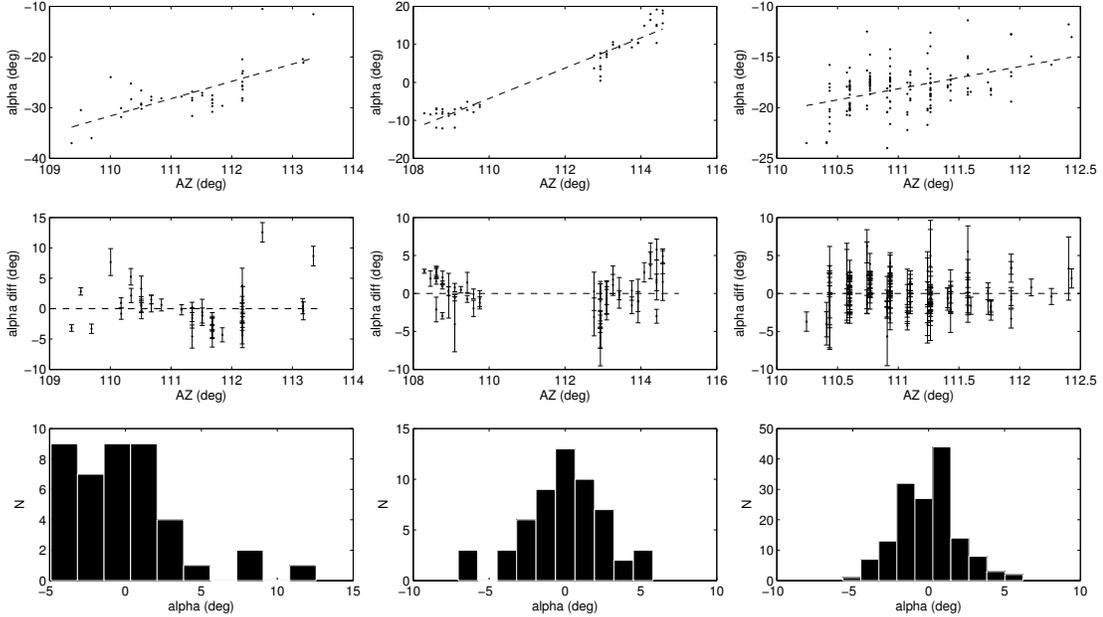 −10
−20
−30
−40
alpha (deg)
109 110 111 112 113 114
AZ (deg)
20
10
0
−10
−20
alpha (deg)
108 110 112 114 116
AZ (deg)
−10
−15
−20
−25
alpha (deg)
110 110.5 111 111.5 112 112.5
AZ (deg)
15
10
5
0
−5
−10
alpha diff (deg)
109 110 111 112 113 114
AZ (deg)
10
5
0
−5
−10
alpha diff (deg)
108 110 112 114 116
AZ (deg)
10
5
0
−5
−10
alpha diff (deg)
110 110.5 111 111.5 112 112.5
AZ (deg)
10
8
6
4
2
0
N
−5 0 5 10 15
alpha (deg)
15
10
5
0
N
−10 −5 0 5 10
alpha (deg)
50
40
30
20
10
0
N
−10 −5 0 5 10
alpha (deg)